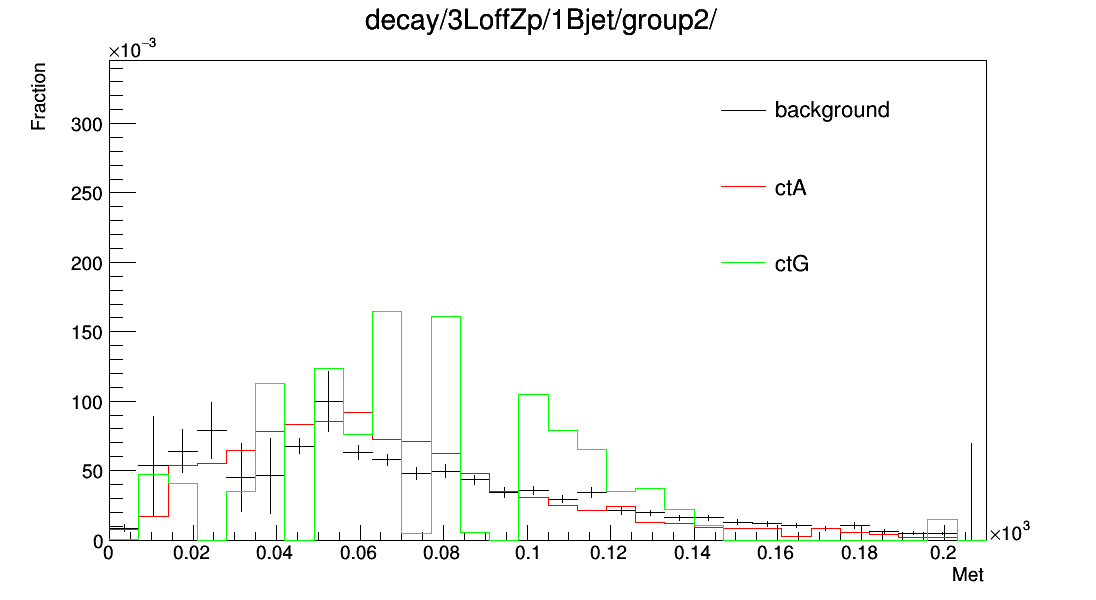 decay/3LoffZp/1Bjet/group2/
×10⁻³
Fraction
300
250
200
150
100
50
0
background
ctA
ctG
0 0.02 0.04 0.06 0.08 0.1 0.12 0.14 0.16 0.18 0.2
×10³
Met